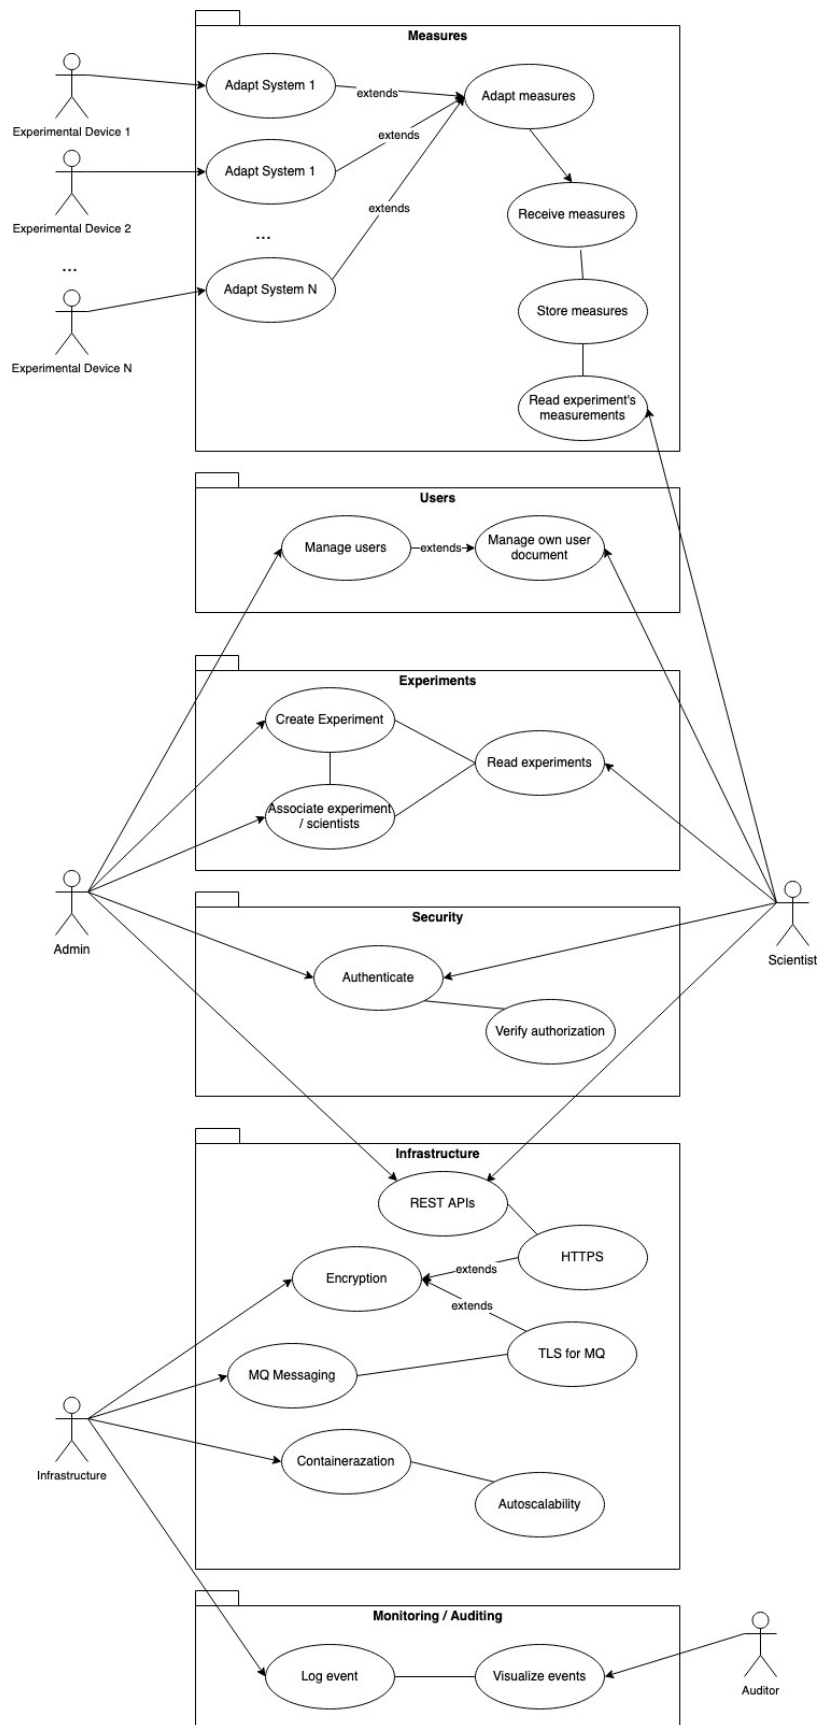 Measures
Adapt System 1
extends
Adapt measures
Experimental Device 1
extends
Adapt System 1
Experimental Device 2
extends
Receive measures
...
...
Adapt System N
Store measures
Experimental Device N
Read experiment's
measurements
Users
Manage users
extends
Manage own user
document
Experiments
Create Experiment
Read experiments
Associate experiment
/ scientists
Admin
Scientist
Security
Authenticate
Verify authorization
Infrastructure
REST APIs
HTTPS
extends
Encryption
extends
TLS for MQ
MQ Messaging
Infrastructure
Containerazation
Autoscalability
Monitoring / Auditing
Log event
Visualize events
Auditor